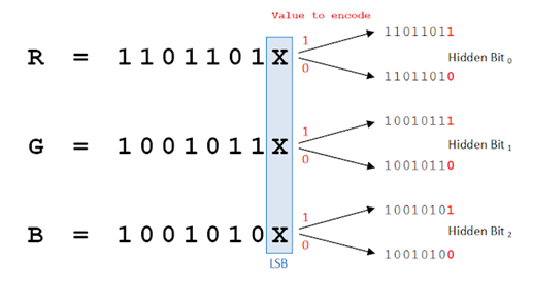 Value to encode
R = 1101101X
1
0
11011011
11011010
Hidden Bit 0
G = 1001011X
1
0
10010111
10010110
Hidden Bit 1
B = 1001010X
1
0
10010101
10010100
Hidden Bit 2
LSB